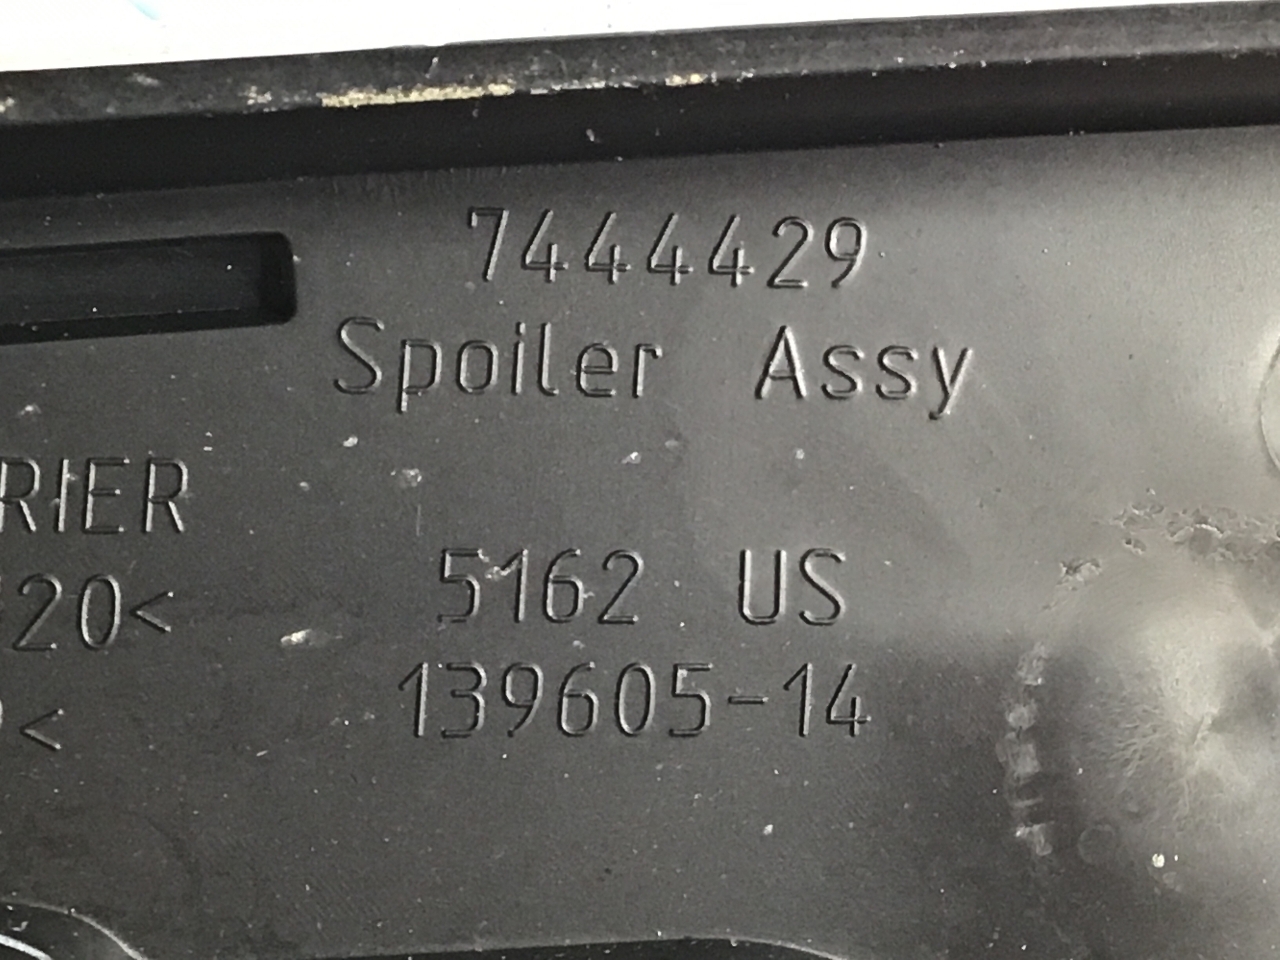 7444429
Spoiler Assy
RIER
20<
5162 US
<
139605-14